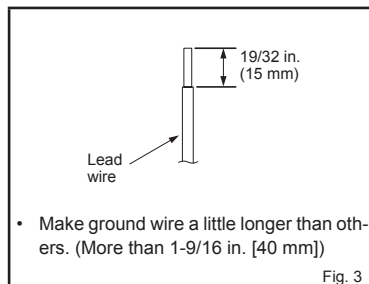 19/32 in.
(15 mm)
Lead
wire
• Make ground wire a little longer than oth-
ers. (More than 1-9/16 in. [40 mm])
Fig. 3